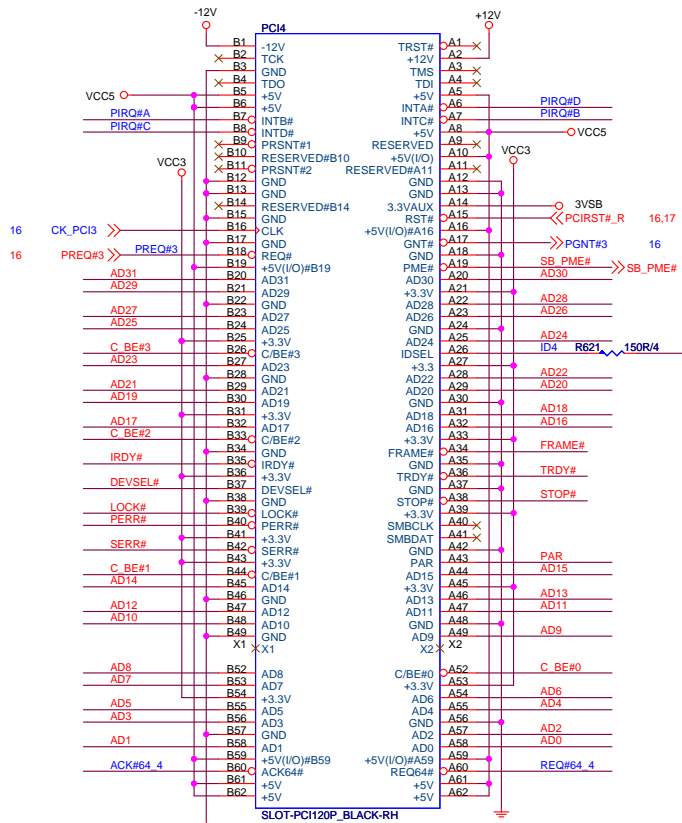 -12V
+12V
PCI4
B1 -12V TRST# A1
B2 TCK +12V A2
B3 GND TMS A3
B4 TDO TDI A4
VCC5 B5 +5V +5V A5
B6 +5V INTA# A6 PIRQ#D
PIRQ#A B7 INTB# INTC# A7 PIRQ#B
PIRQ#C B8 INTD# +5V A8 VCC5
B9 PRSNT#1 RESERVED A9
B10 RESERVED#B10 +5V(I/O) A10
VCC3 B11 PRSNT#2 RESERVED#A11 A11 VCC3
B12 GND GND A12
B13 GND GND A13
B14 RESERVED#B14 3.3VAUX A14 3VSB
B15 GND RST# A15 PCIRST#_R 16,17
16 CK_PCI3 B16 CLK +5V(I/O)#A16 A16
B17 GND GNT# A17 PGNT#3 16
16 PREQ#3 PREQ#3 B18 REQ# GND A18
B19 +5V(I/O)#B19 PME# A19 SB_PME# SB_PME#
AD31 B20 AD31 AD30 A20 AD30
AD29 B21 AD29 +3.3V A21
B22 GND AD28 A22 AD28
AD27 B23 AD27 AD26 A23 AD26
AD25 B24 AD25 GND A24
B25 +3.3V AD24 A25 AD24
C_BE#3 B26 C/BE#3 IDSEL A26 ID4 R621 150R/4
AD23 B27 AD23 +3.3 A27
B28 GND AD22 A28 AD22
AD21 B29 AD21 AD20 A29 AD20
AD19 B30 AD19 GND A30
B31 +3.3V AD18 A31 AD18
AD17 B32 AD17 AD16 A32 AD16
C_BE#2 B33 C/BE#2 +3.3V A33
B34 GND FRAME# A34 FRAME#
IRDY# B35 IRDY# GND A35
B36 +3.3V TRDY# A36 TRDY#
DEVSEL# B37 DEVSEL# GND A37
B38 GND STOP# A38 STOP#
LOCK# B39 LOCK# +3.3V A39
PERR# B40 PERR# SMBCLK A40
B41 +3.3V SMBDAT A41
SERR# B42 SERR# GND A42
B43 +3.3V PAR A43 PAR
C_BE#1 B44 C/BE#1 AD15 A44 AD15
AD14 B45 AD14 +3.3V A45
B46 GND AD13 A46 AD13
AD12 B47 AD12 AD11 A47 AD11
AD10 B48 AD10 GND A48
B49 GND AD9 A49 AD9
X1 X1 X2 X2
AD8 B52 AD8 C/BE#0 A52 C_BE#0
AD7 B53 AD7 +3.3V A53
B54 +3.3V AD6 A54 AD6
AD5 B55 AD5 AD4 A55 AD4
AD3 B56 AD3 GND A56
B57 GND AD2 A57 AD2
AD1 B58 AD1 AD0 A58 AD0
B59 +5V(I/O)#B59 +5V(I/O)#A59 A59
ACK#64_4 B60 ACK64# REQ64# A60 REQ#64_4
B61 +5V +5V A61
B62 +5V +5V A62
SLOT-PCI120P_BLACK-RH